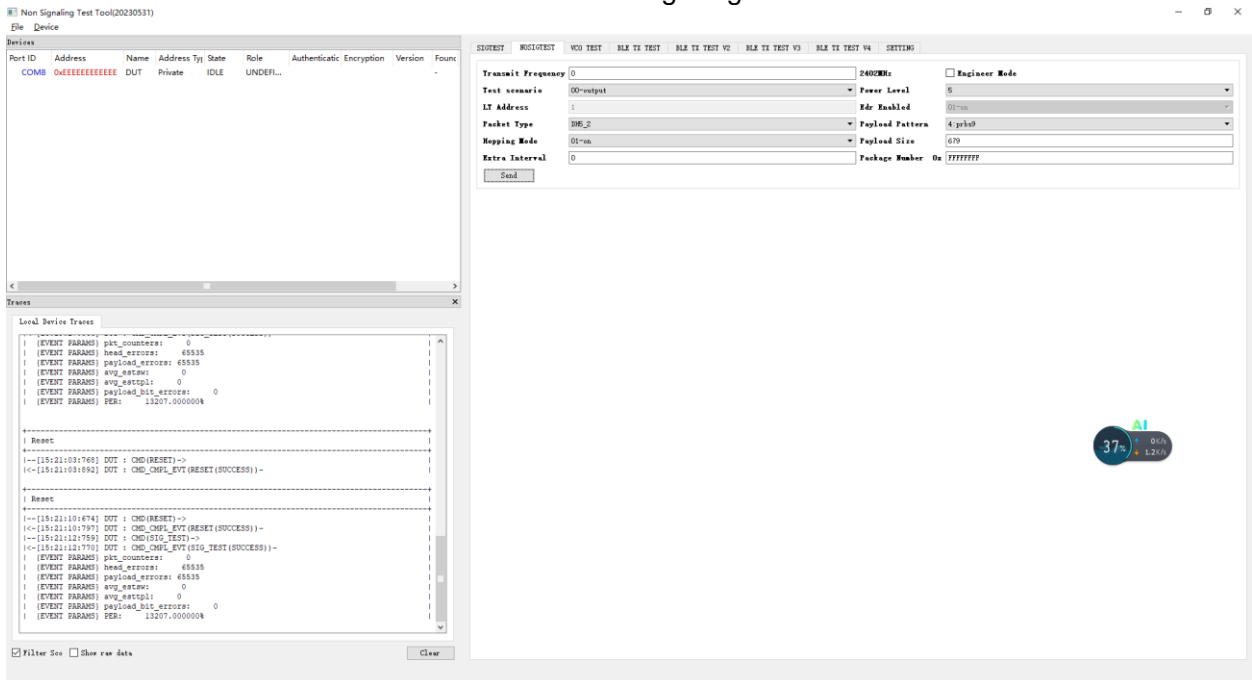 Non Signaling Test Tool(20230531)
File Device
Devices
Port ID Address Name Address Ty State Role Authenticatic Encryption Version Founc
COM8 0xEEEEEEEEEEEE DUT Private IDLE UNDEFI... -
SIGTEST NOSIGTEST VCO TEST BLE TX TEST BLE TX TEST V2 BLE TX TEST V3 BLE TX TEST V4 SETTING
Transmit Frequency 0 2402MHz Engineer Mode
Test scenario 00-output Power Level 5
LT Address 1 Edr Enabled 01-on
Packet Type DH5_2 Payload Pattern 4:prbs9
Hopping Mode 01-on Payload Size 679
Extra Interval 0 Package Number 0x FFFFFFFF
Send
Traces
Local Device Traces
| {EVENT PARAMS} pkt_counters: 0 |
| {EVENT PARAMS} head_errors: 65535 |
| {EVENT PARAMS} payload_errors: 65535 |
| {EVENT PARAMS} avg_estsw: 0 |
| {EVENT PARAMS} avg_esttpl: 0 |
| {EVENT PARAMS} payload_bit_errors: 0 |
| {EVENT PARAMS} PER: 13207.000000% |
| Reset |
|--[15:21:03:768] DUT : CMD(RESET)->
|<-[15:21:03:892] DUT : CMD_CMPL_EVT(RESET(SUCCESS))-
| Reset |
|--[15:21:10:674] DUT : CMD(RESET)->
|<-[15:21:10:797] DUT : CMD_CMPL_EVT(RESET(SUCCESS))-
|--[15:21:12:759] DUT : CMD(SIG_TEST)->
|<-[15:21:12:770] DUT : CMD_CMPL_EVT(SIG_TEST(SUCCESS))-
| {EVENT PARAMS} pkt_counters: 0 |
| {EVENT PARAMS} head_errors: 65535 |
| {EVENT PARAMS} payload_errors: 65535 |
| {EVENT PARAMS} avg_estsw: 0 |
| {EVENT PARAMS} avg_esttpl: 0 |
| {EVENT PARAMS} payload_bit_errors: 0 |
| {EVENT PARAMS} PER: 13207.000000% |
Filter Sco Show raw data Clear
AI
37% 0K/s
1.2K/s